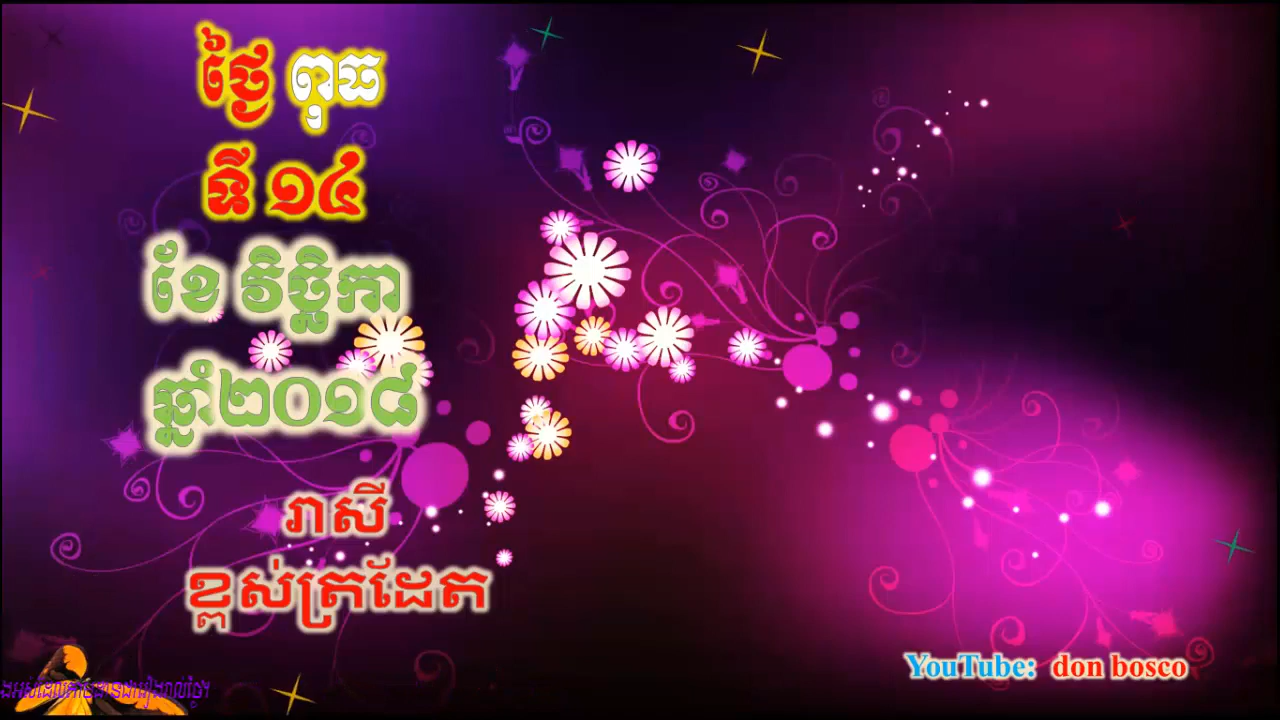 ថ្ងៃ ពុធ
ទី ១៤
ខែ វិច្ឆិកា
ឆ្នាំ២០១៨
រាសី
ខ្ពស់ត្រដែត
YouTube: don bosco